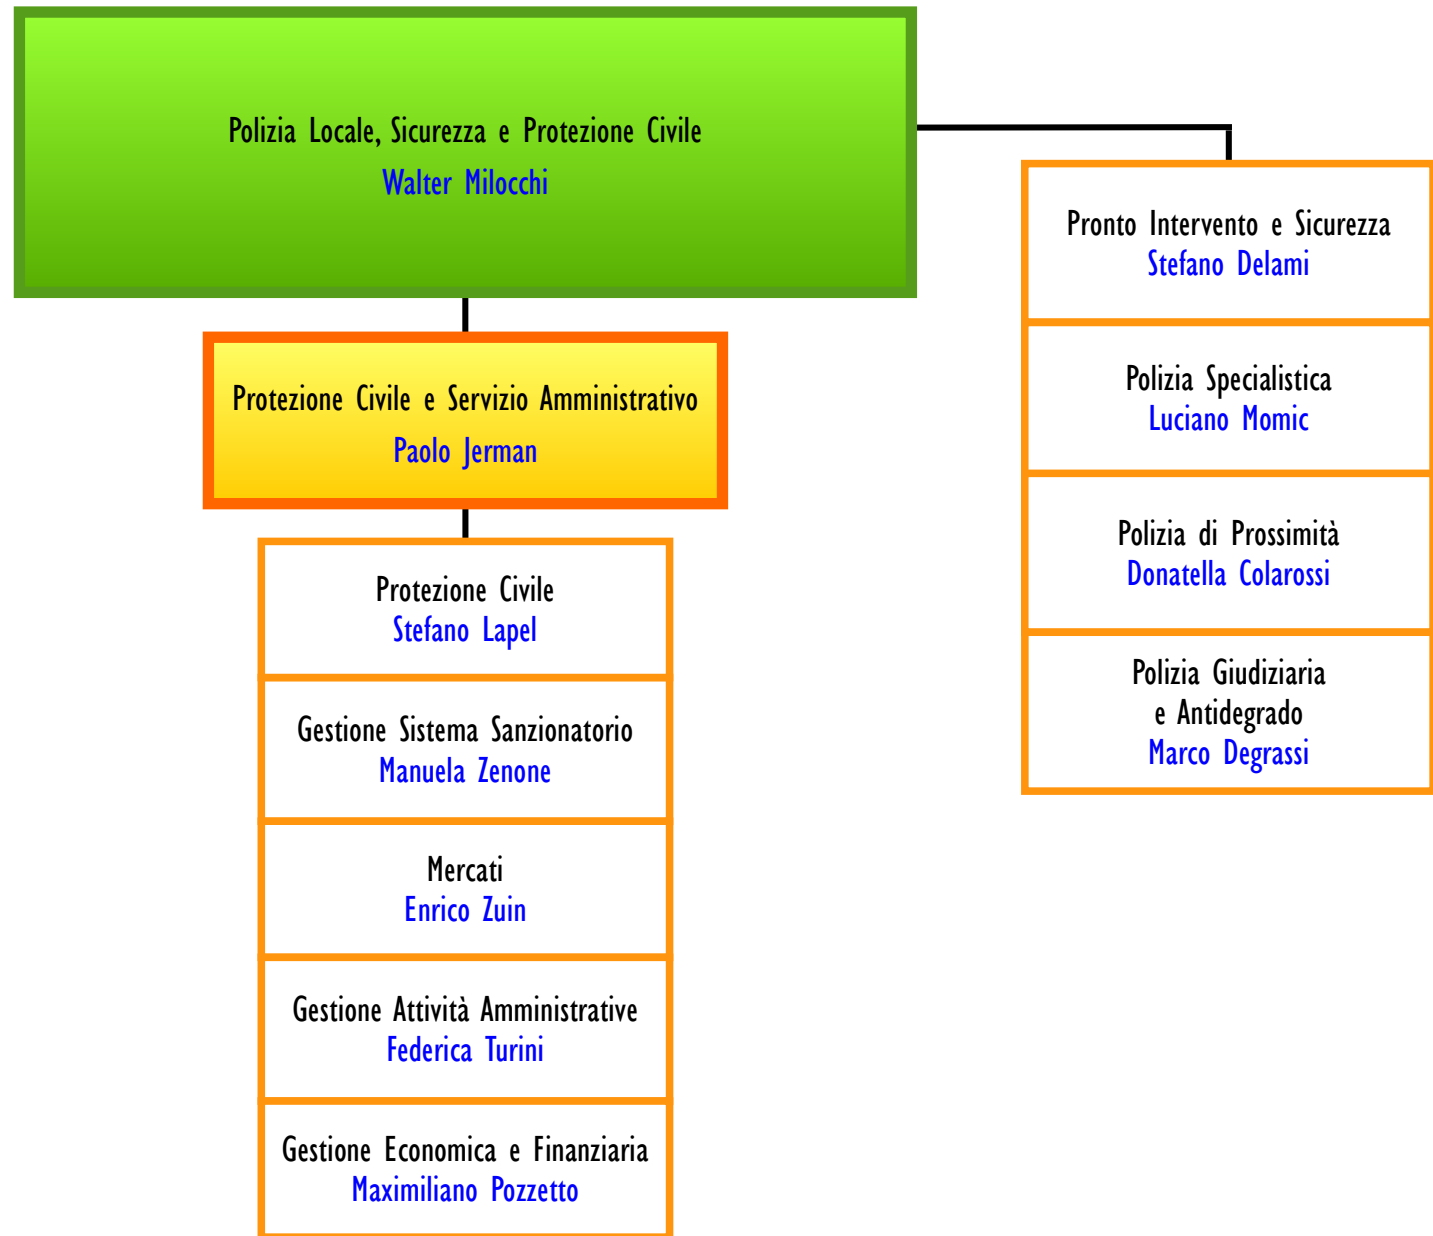 Polizia Locale, Sicurezza e Protezione Civile
Walter Milocchi
Pronto Intervento e Sicurezza
Stefano Delami
Polizia Specialistica
Luciano Momic
Polizia di Prossimità
Donatella Colarossi
Polizia Giudiziaria
e Antidegrado
Marco Degrassi
Protezione Civile e Servizio Amministrativo
Paolo Jerman
Protezione Civile
Stefano Lapel
Gestione Sistema Sanzionatorio
Manuela Zenone
Mercati
Enrico Zuin
Gestione Attività Amministrative
Federica Turini
Gestione Economica e Finanziaria
Maximiliano Pozzetto